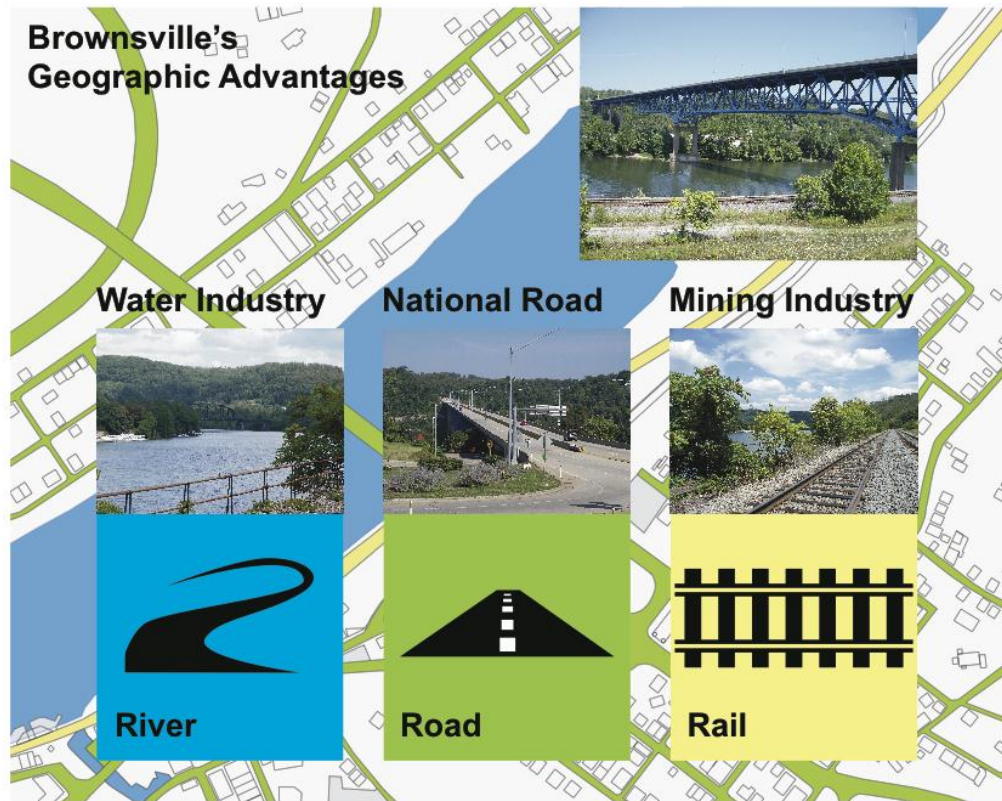 Brownsville’s
Geographic Advantages
Water Industry
National Road
Mining Industry
River
Road
Rail